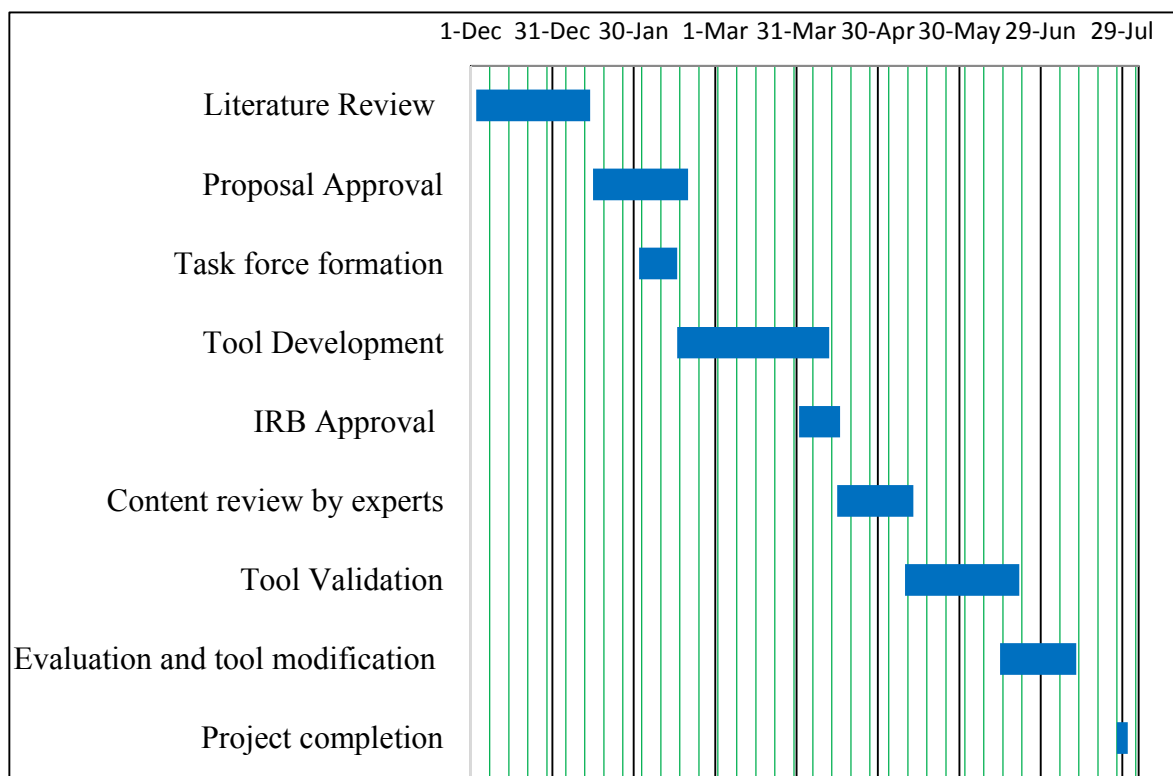 1-Dec 31-Dec 30-Jan 1-Mar 31-Mar 30-Apr 30-May 29-Jun 29-Jul
Literature Review
Proposal Approval
Task force formation
Tool Development
IRB Approval
Content review by experts
Tool Validation
Evaluation and tool modification
Project completion